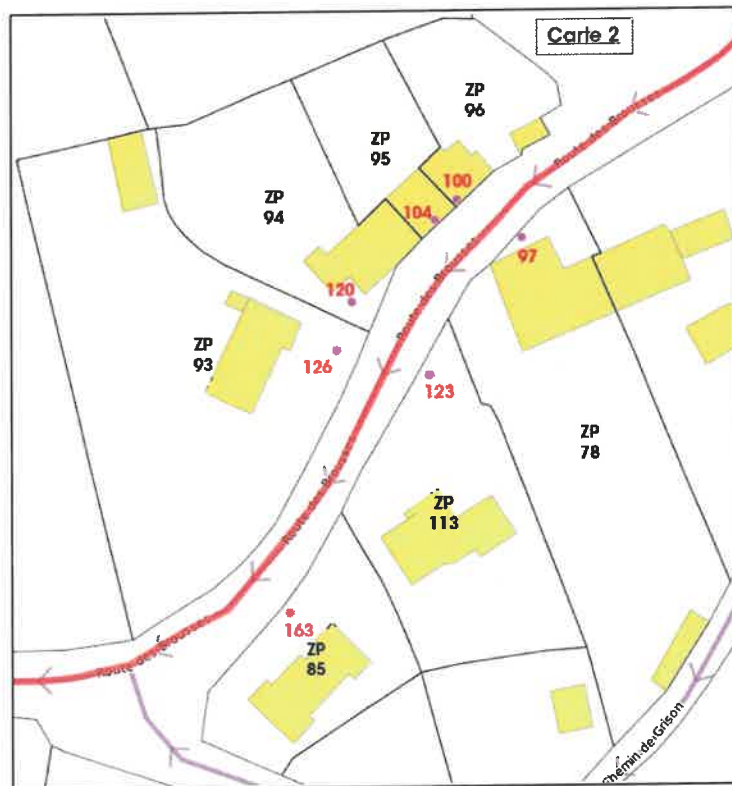 Carte 2
ZP
96
Route des Brousses
ZP
95
100
ZP
94
104
97
120
Route des Brousses
ZP
93
126
123
ZP
78
Route des Brousses
ZP
113
163
Route des Brousses
ZP
85
Chemin de Grison